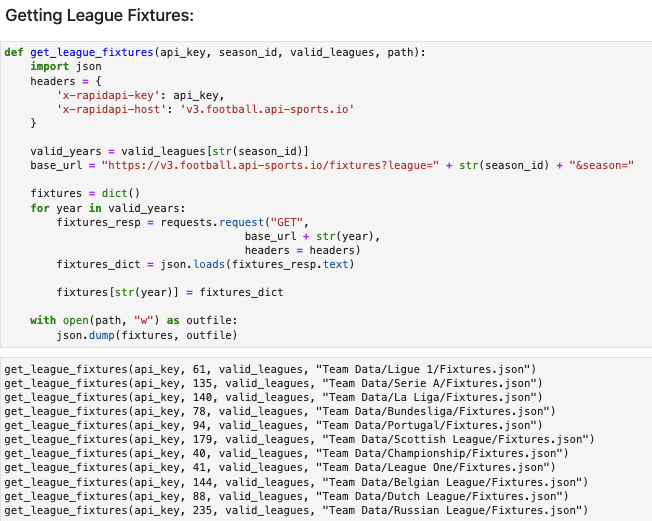 Getting League Fixtures:
def get_league_fixtures(api_key, season_id, valid_leagues, path):
    import json
    headers = {
        'x-rapidapi-key': api_key,
        'x-rapidapi-host': 'v3.football.api-sports.io'
    }
    valid_years = valid_leagues[str(season_id)]
    base_url = "https://v3.football.api-sports.io/fixtures?league=" + str(season_id) + "&season="
    fixtures = dict()
    for year in valid_years:
        fixtures_resp = requests.request("GET",
                                     base_url + str(year),
                                     headers = headers)
        fixtures_dict = json.loads(fixtures_resp.text)
        fixtures[str(year)] = fixtures_dict
    with open(path, "w") as outfile:
        json.dump(fixtures, outfile)
get_league_fixtures(api_key, 61, valid_leagues, "Team Data/Ligue 1/Fixtures.json")
get_league_fixtures(api_key, 135, valid_leagues, "Team Data/Serie A/Fixtures.json")
get_league_fixtures(api_key, 140, valid_leagues, "Team Data/La Liga/Fixtures.json")
get_league_fixtures(api_key, 78, valid_leagues, "Team Data/Bundesliga/Fixtures.json")
get_league_fixtures(api_key, 94, valid_leagues, "Team Data/Portugal/Fixtures.json")
get_league_fixtures(api_key, 179, valid_leagues, "Team Data/Scottish League/Fixtures.json")
get_league_fixtures(api_key, 40, valid_leagues, "Team Data/Championship/Fixtures.json")
get_league_fixtures(api_key, 41, valid_leagues, "Team Data/League One/Fixtures.json")
get_league_fixtures(api_key, 144, valid_leagues, "Team Data/Belgian League/Fixtures.json")
get_league_fixtures(api_key, 88, valid_leagues, "Team Data/Dutch League/Fixtures.json")
get_league_fixtures(api_key, 235, valid_leagues, "Team Data/Russian League/Fixtures.json")